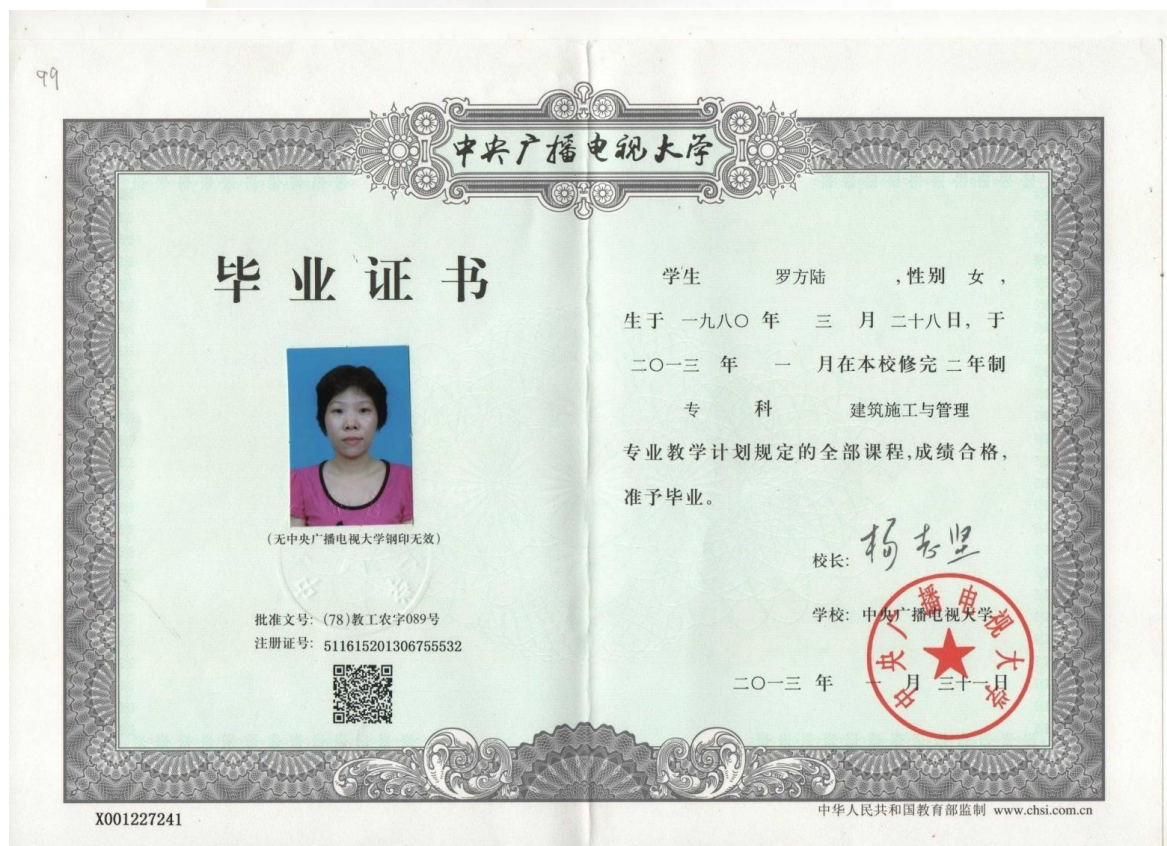 99
中央广播电视大学
毕业证书
(无中央广播电视大学钢印无效)
批准文号: (78)教工农字089号
注册证号: 511615201306755532
学生 罗方陆 ,性别 女 ,
生于 一九八〇 年 三 月 二十八日, 于
二〇一三 年 一 月在本校修完 二年制
专 科 建筑施工与管理
专业教学计划规定的全部课程,成绩合格,
准予毕业。
校长: 杨志坚
学校: 中央广播电视大学
二〇一三 年 一 月 三十一日
中央广播电视大学
X001227241
中华人民共和国教育部监制 www.chsi.com.cn